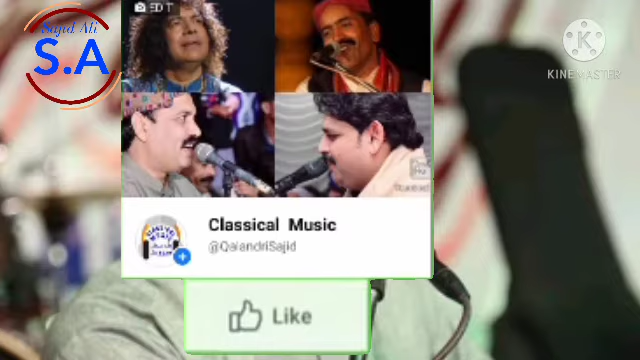 EDIT
Sajid Ali
S.A
KINEMASTER
Classical Music
@QalandriSajid
Like